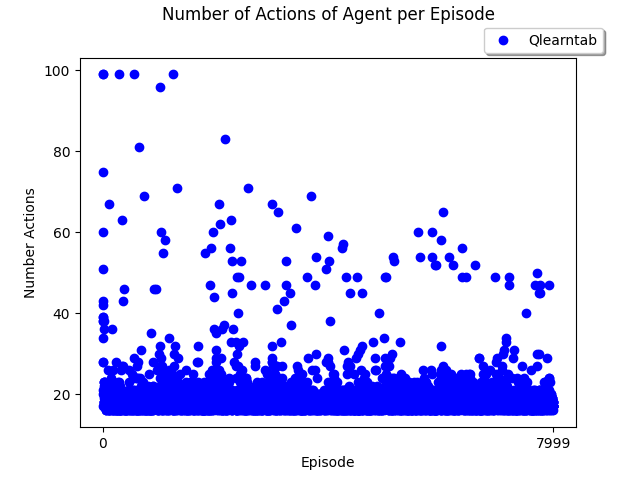 Number of Actions of Agent per Episode
Qlearntab
100
80
60
40
20
Number Actions
0
7999
Episode